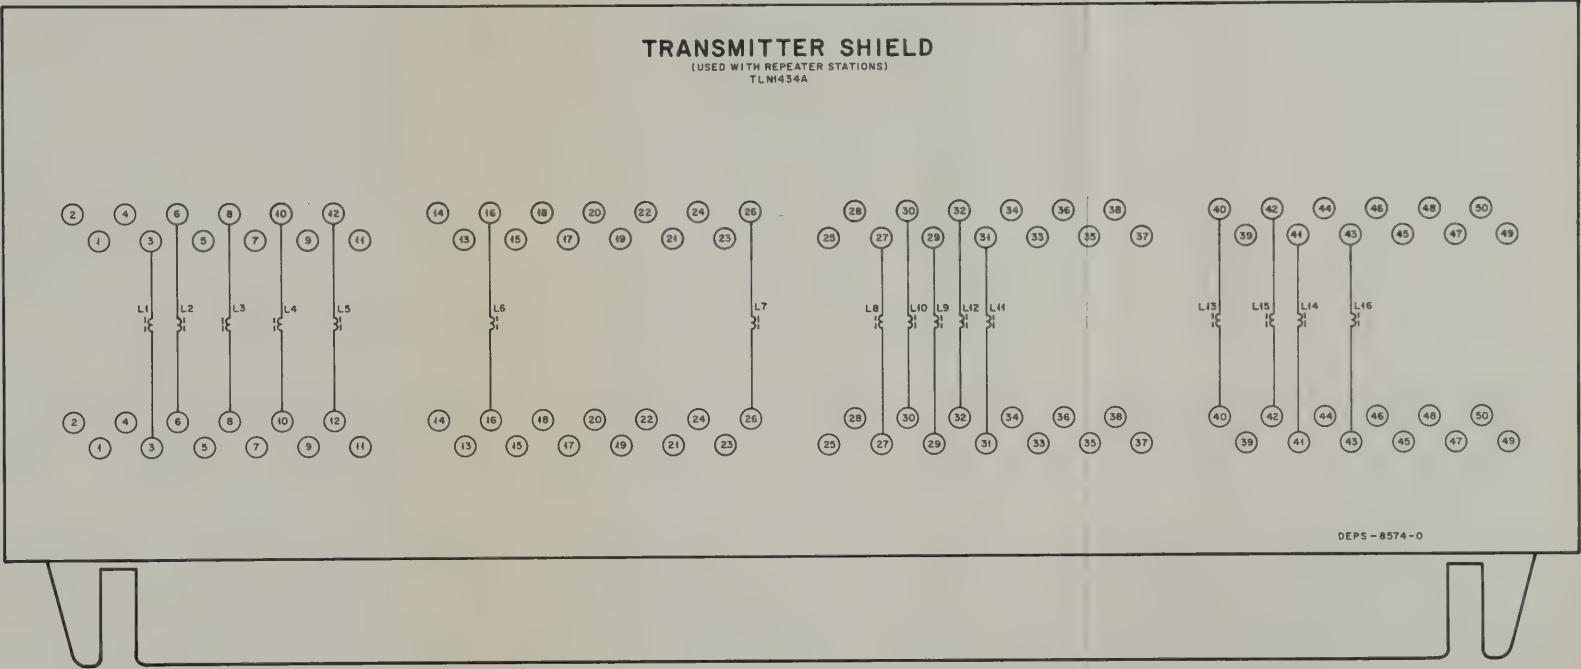 TRANSMITTER SHIELD
(USED WITH REPEATER STATIONS)
TLN1434A
2 4 6 8 10 12 14 16 18 20 22 24 26 28 30 32 34 36 38 40 42 44 46 48 50
1 3 5 7 9 11 13 15 17 19 21 23 25 27 29 31 33 35 37 39 41 43 45 47 49
L1 L2 L3 L4 L5 L6 L7 L8 L10 L9 L12 L11 L13 L15 L14 L16
2 4 6 8 10 12 14 16 18 20 22 24 26 28 30 32 34 36 38 40 42 44 46 48 50
1 3 5 7 9 11 13 15 17 19 21 23 25 27 29 31 33 35 37 39 41 43 45 47 49
DEPS-8574-0